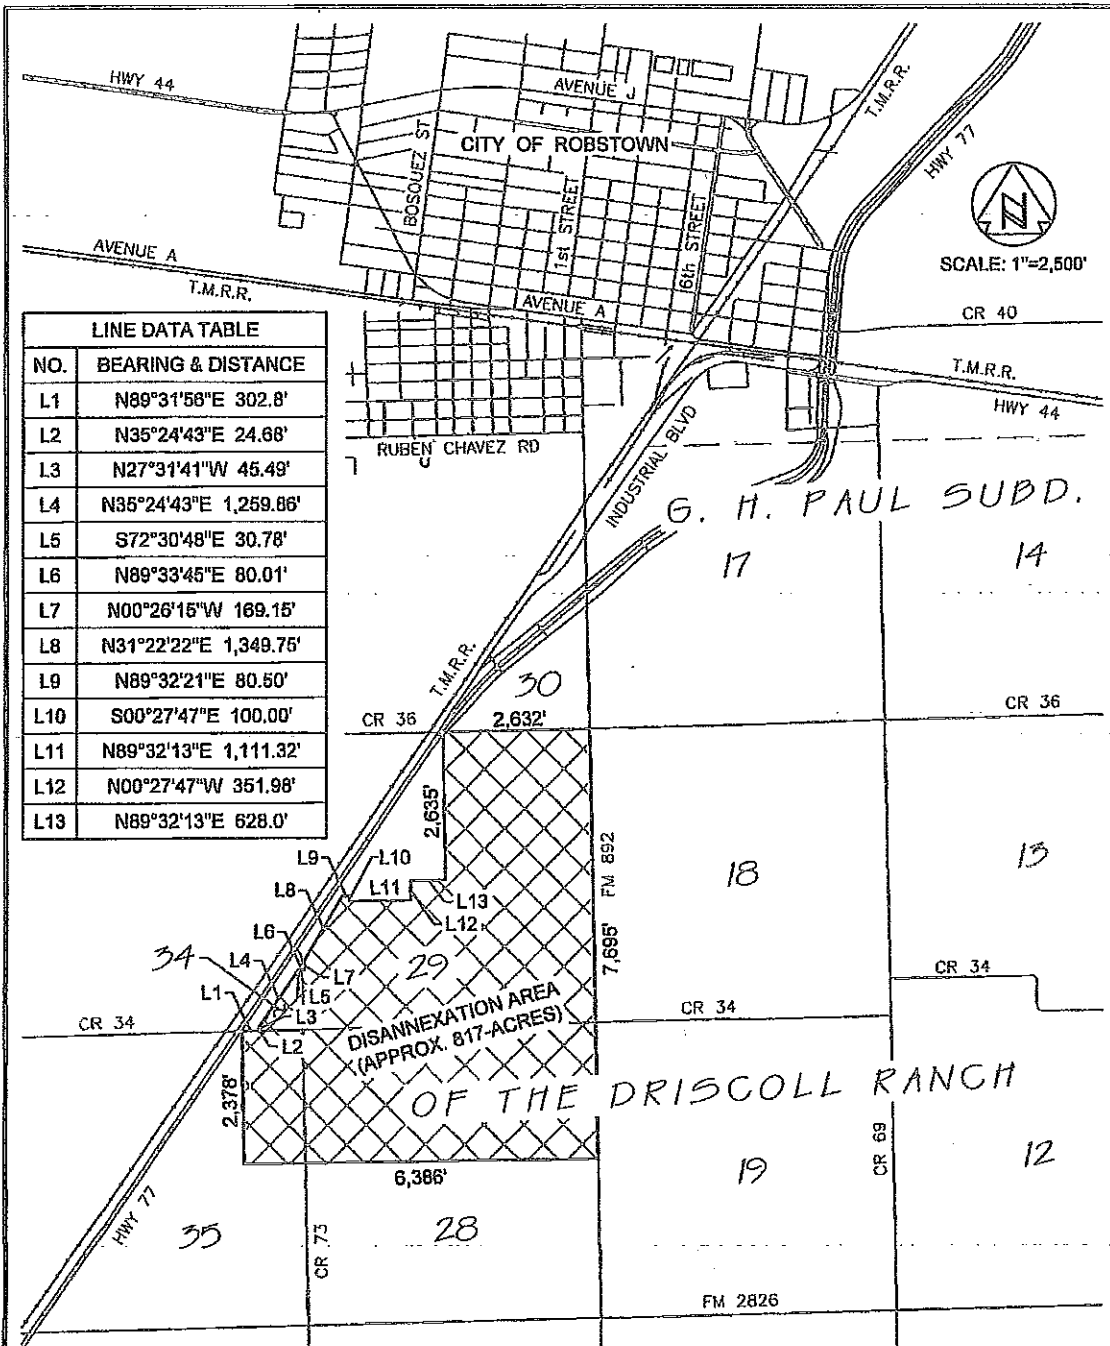 HWY 44
AVENUE J
T.M.R.R.
HWY 77
CITY OF ROBSTOWN
BOSQUEZ ST
1st STREET
6th STREET
N
SCALE: 1"=2,500'
AVENUE A
T.M.R.R.
AVENUE A
CR 40
T.M.R.R.
HWY 44
LINE DATA TABLE
NO. BEARING & DISTANCE
L1 N89°31'56"E 302.8'
L2 N35°24'43"E 24.68'
L3 N27°31'41"W 45.49'
L4 N35°24'43"E 1,259.86'
L5 S72°30'48"E 30.78'
L6 N89°33'45"E 80.01'
L7 N00°26'15"W 169.15'
L8 N31°22'22"E 1,349.75'
L9 N89°32'21"E 80.50'
L10 S00°27'47"E 100.00'
L11 N89°32'13"E 1,111.32'
L12 N00°27'47"W 351.98'
L13 N89°32'13"E 628.0'
RUBEN CHAVEZ RD
INDUSTRIAL BLVD
G. H. PAUL SUBD.
17
14
T.M.R.R.
30
CR 36
2,632'
CR 36
2,635'
FM 892
7,695'
18
13
L9
L10
L8
L11
L13
L12
L6
34
L4
L7
29
L5
L1
L3
L2
CR 34
DISANNEXATION AREA
(APPROX. 817-ACRES)
CR 34
CR 34
2,378'
OF THE DRISCOLL RANCH
6,386'
19
CR 69
12
HWY 77
35
CR 73
28
FM 2826